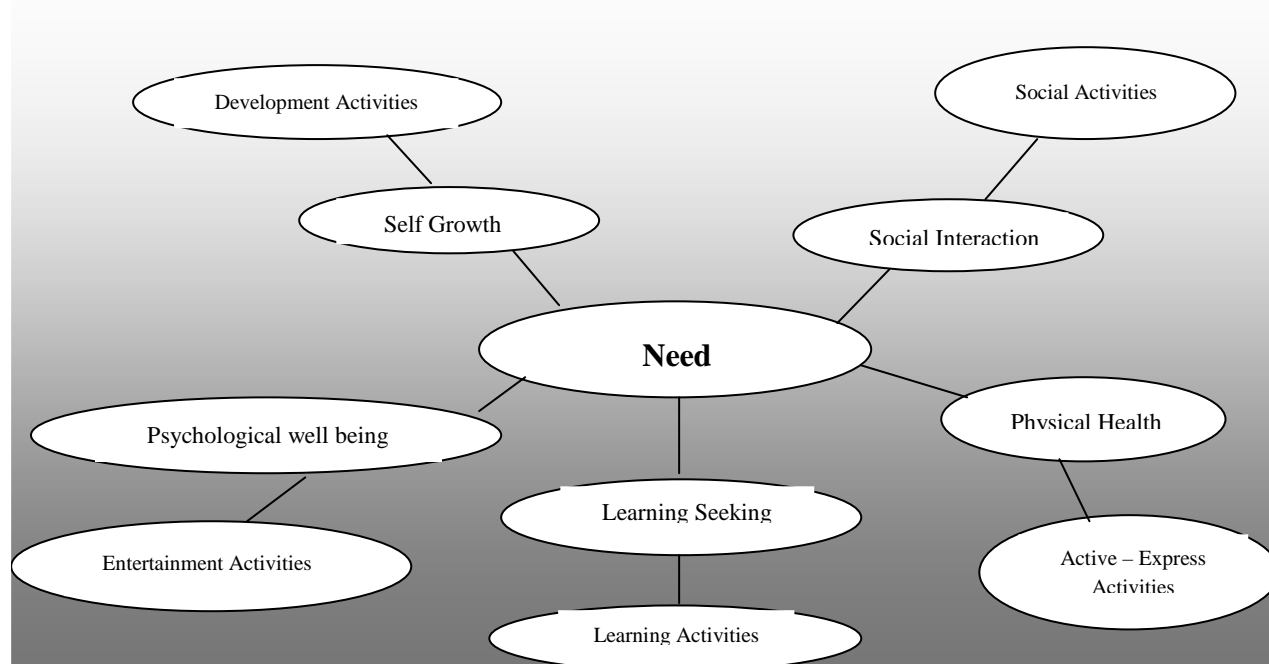 Development Activities
Social Activities
Self Growth
Social Interaction
Need
Psychological well being
Physical Health
Learning Seeking
Entertainment Activities
Active – Express
Activities
Learning Activities